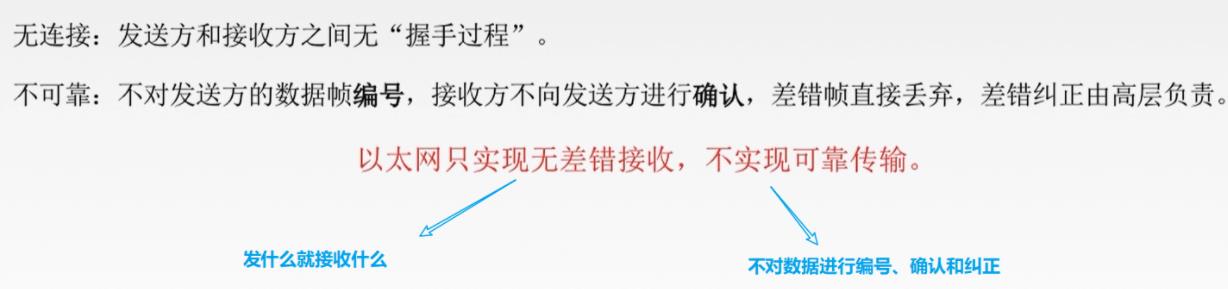 无连接：发送方和接收方之间无“握手过程”。
不可靠：不对发送方的数据帧编号，接收方不向发送方进行确认，差错帧直接丢弃，差错纠正由高层负责。
以太网只实现无差错接收，不实现可靠传输。
发什么就接收什么
不对数据进行编号、确认和纠正